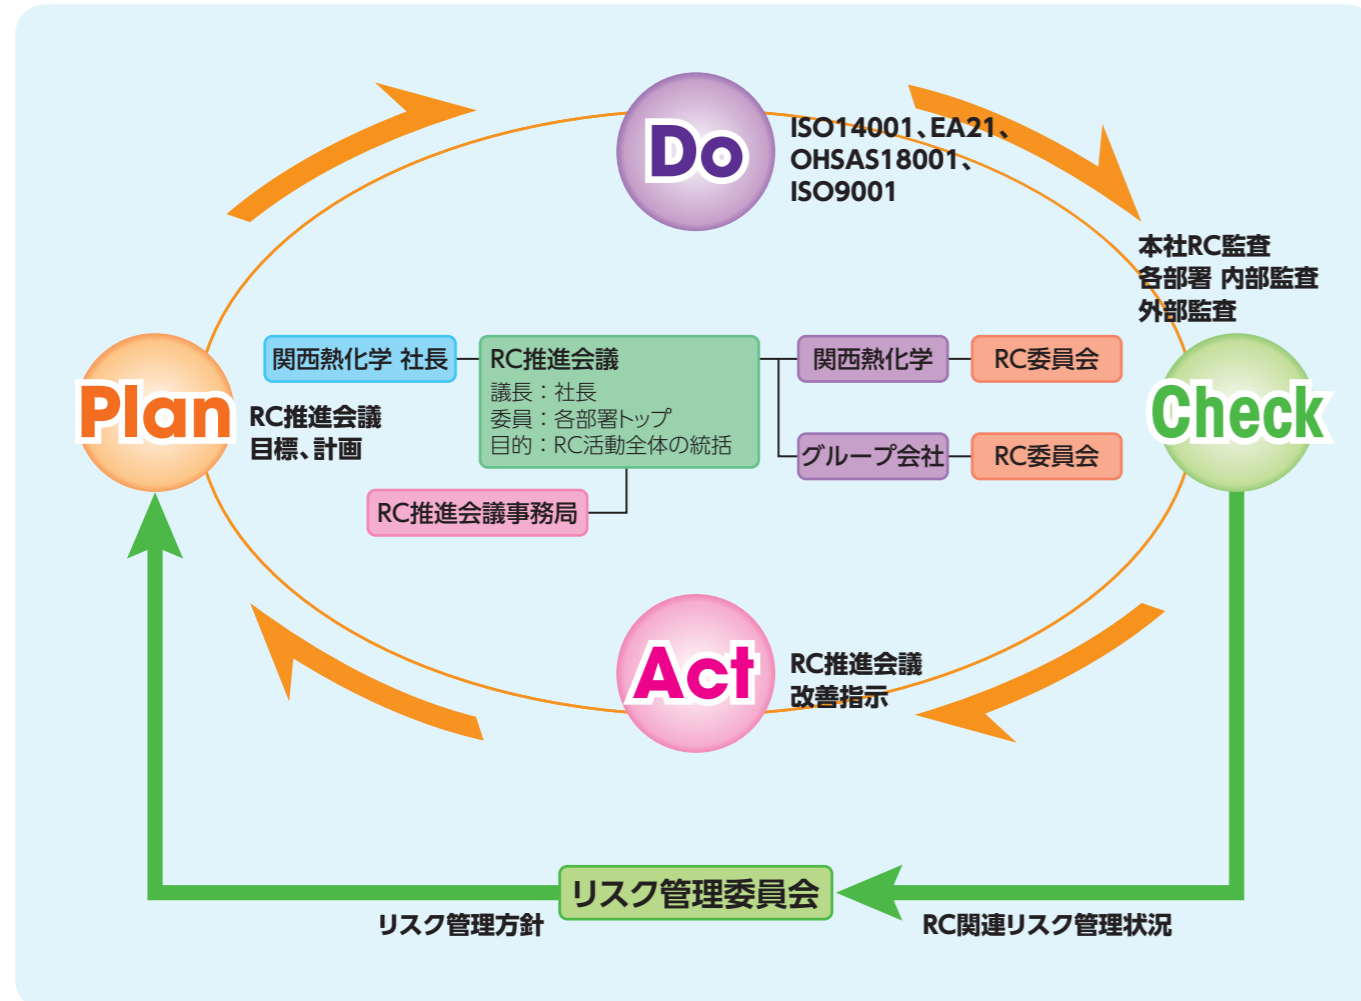 Do
ISO14001、EA21、
OHSAS18001、
ISO9001
本社RC監査
各部署 内部監査
外部監査
Plan
RC推進会議
目標、計画
関西熱化学 社長
RC推進会議
議長：社長
委員：各部署トップ
目的：RC活動全体の統括
関西熱化学
RC委員会
グループ会社
RC委員会
RC推進会議事務局
Check
Act
RC推進会議
改善指示
リスク管理委員会
リスク管理方針
RC関連リスク管理状況